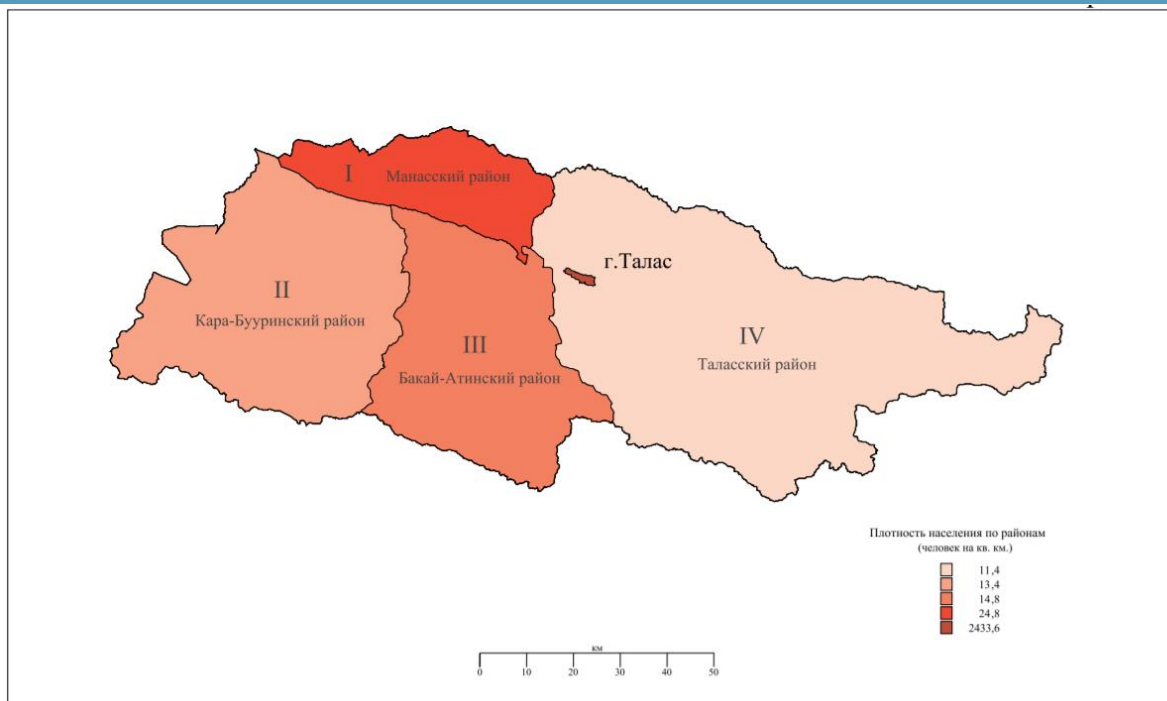 I
Манасский район
г.Талас
II
Кара-Бууринский район
III
Бакай-Атинский район
IV
Таласский район
Плотность населения по районам
(человек на кв. км.)
11,4
13,4
14,8
24,8
2433,6
км
0 10 20 30 40 50